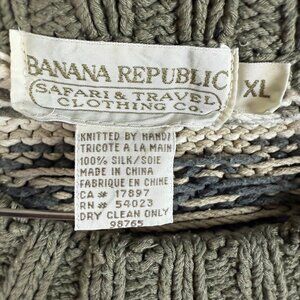 BANANA REPUBLIC
SAFARI & TRAVEL
CLOTHING CO.
XL
KNITTED BY HAND/
TRICOTE A LA MAIN
100% SILK/SOIE
MADE IN CHINA
FABRIQUE EN CHINE
CA# 17897
RN# 54023
DRY CLEAN ONLY
98765